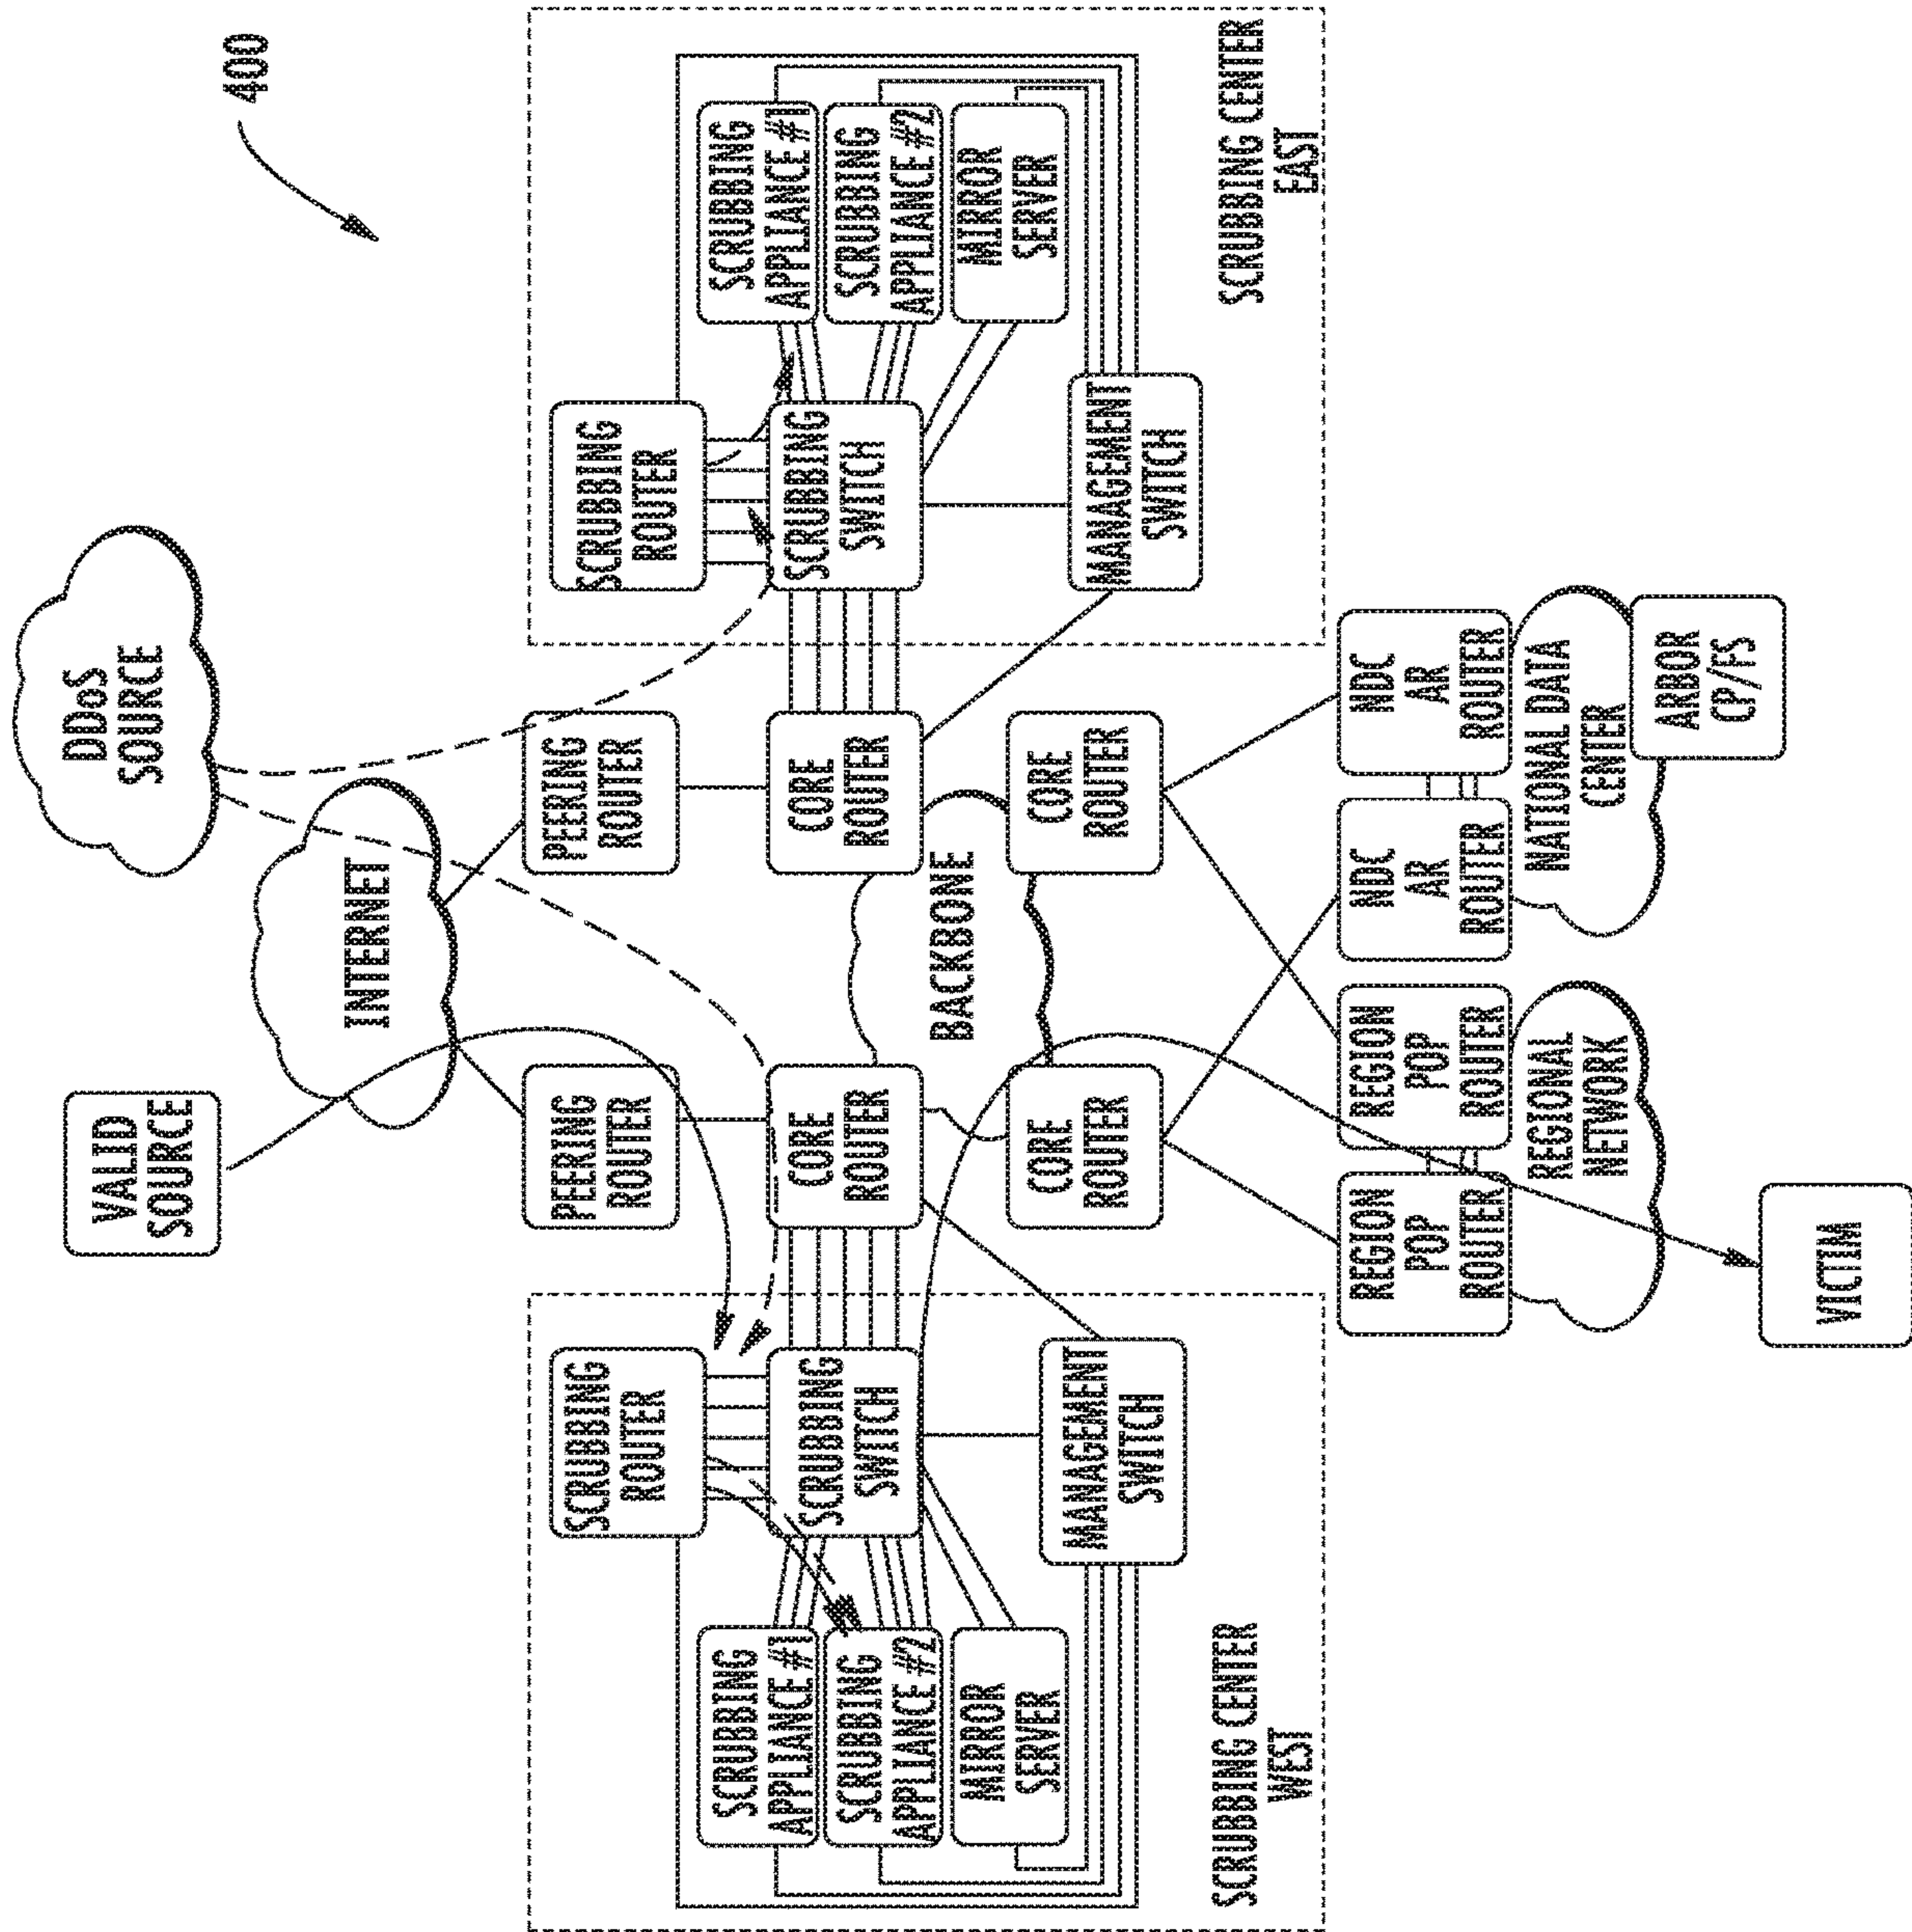 400
DDoS
SOURCE
VALID
SOURCE
INTERNET
SCRUBBING
ROUTER
PEERING
ROUTER
PEERING
ROUTER
SCRUBBING
ROUTER
SCRUBBING
APPLIANCE #1
SCRUBBING
APPLIANCE #2
MIRROR
SERVER
SCRUBBING
SWITCH
CORE
ROUTER
CORE
ROUTER
SCRUBBING
SWITCH
SCRUBBING
APPLIANCE #1
SCRUBBING
APPLIANCE #2
MIRROR
SERVER
BACKBONE
MANAGEMENT
SWITCH
CORE
ROUTER
CORE
ROUTER
MANAGEMENT
SWITCH
SCRUBBING CENTER
WEST
SCRUBBING CENTER
EAST
REGION
POP
ROUTER
REGION
POP
ROUTER
NDC
AR
ROUTER
NDC
AR
ROUTER
REGIONAL
NETWORK
NATIONAL DATA
CENTER
ARBOR
CP/FS
VICTIM